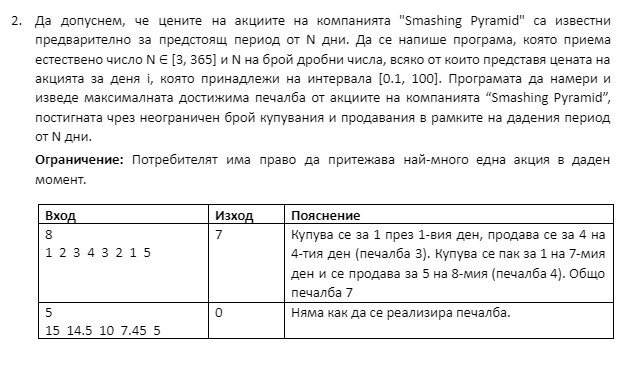 2. Да допуснем, че цените на акциите на компанията "Smashing Pyramid" са известни
предварително за предстоящ период от N дни. Да се напише програма, която приема
естествено число N ∈ [3, 365] и N на брой дробни числа, всяко от които представя цената на
акцията за деня i, която принадлежи на интервала [0.1, 100]. Програмата да намери и
изведе максималната достижима печалба от акциите на компанията “Smashing Pyramid”,
постигната чрез неограничен брой купувания и продавания в рамките на дадения период
от N дни.
Ограничение: Потребителят има право да притежава най-много една акция в даден
момент.
Вход Изход Пояснение
8 7 Купува се за 1 през 1-вия ден, продава се за 4 на
1 2 3 4 3 2 1 5 4-тия ден (печалба 3). Купува се пак за 1 на 7-мия
ден и се продава за 5 на 8-мия (печалба 4). Общо
печалба 7
5 0 Няма как да се реализира печалба.
15 14.5 10 7.45 5